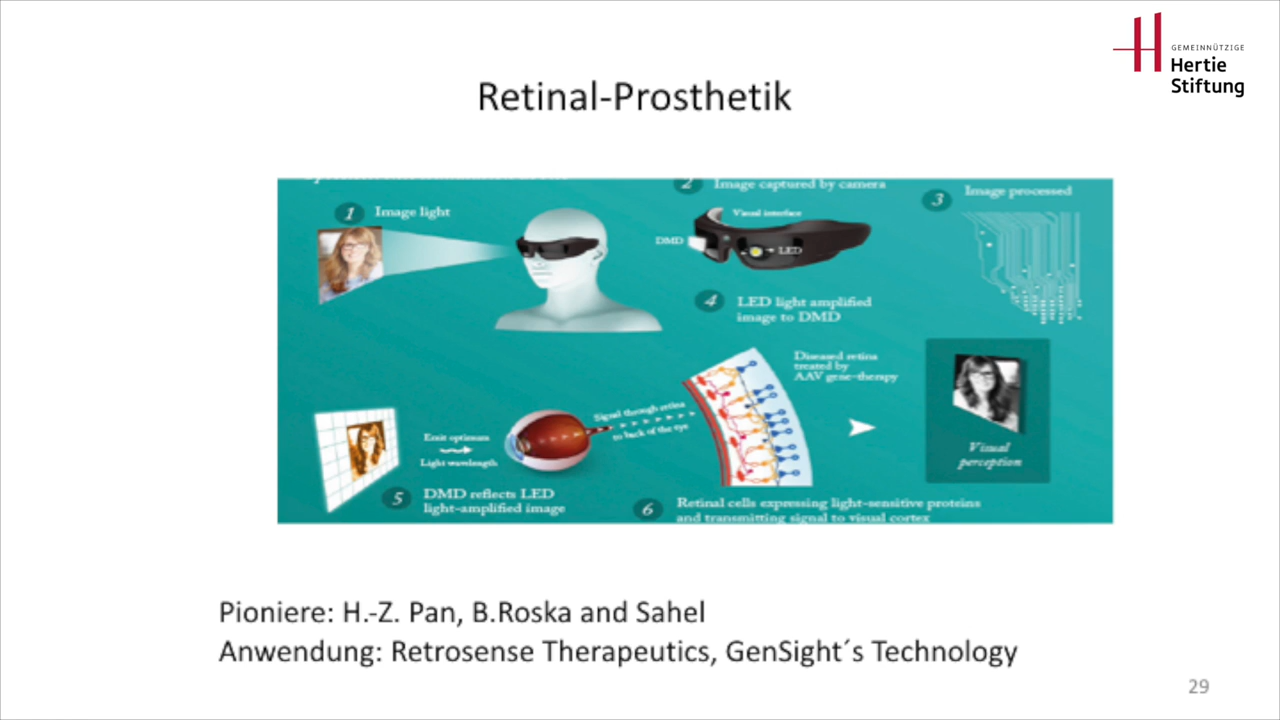 GEMEINNÜTZIGE
Hertie
Stiftung
Retinal-Prosthetik
1 Image light
2 Image captured by camera
Visual interface
DMD
LED
3 Image processed
4 LED light amplified
image to DMD
Diseased retina
treated by
AAV gene-therapy
Signal through retina
to back of the eye
Emit optimum
Light wavelength
Visual
perception
5 DMD reflects LED
light-amplified image
6 Retinal cells expressing light-sensitive proteins
and transmitting signal to visual cortex
Pioniere: H.-Z. Pan, B.Roska and Sahel
Anwendung: Retrosense Therapeutics, GenSight´s Technology
29